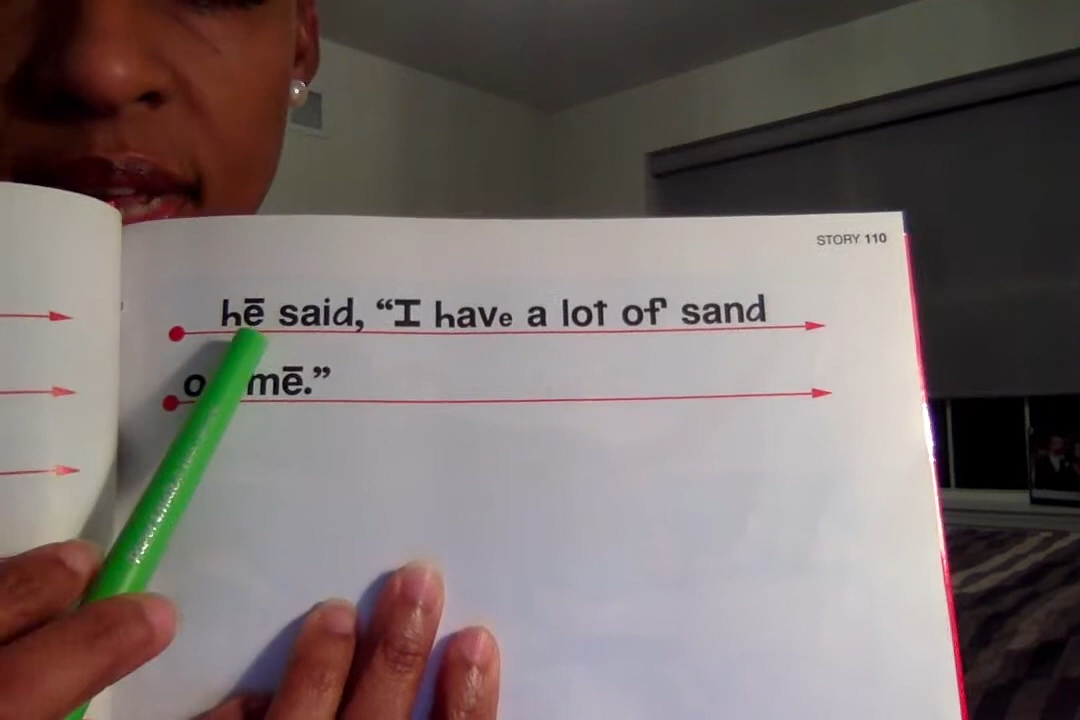 STORY 110
hē said, “I have a lot of sand
mē.”